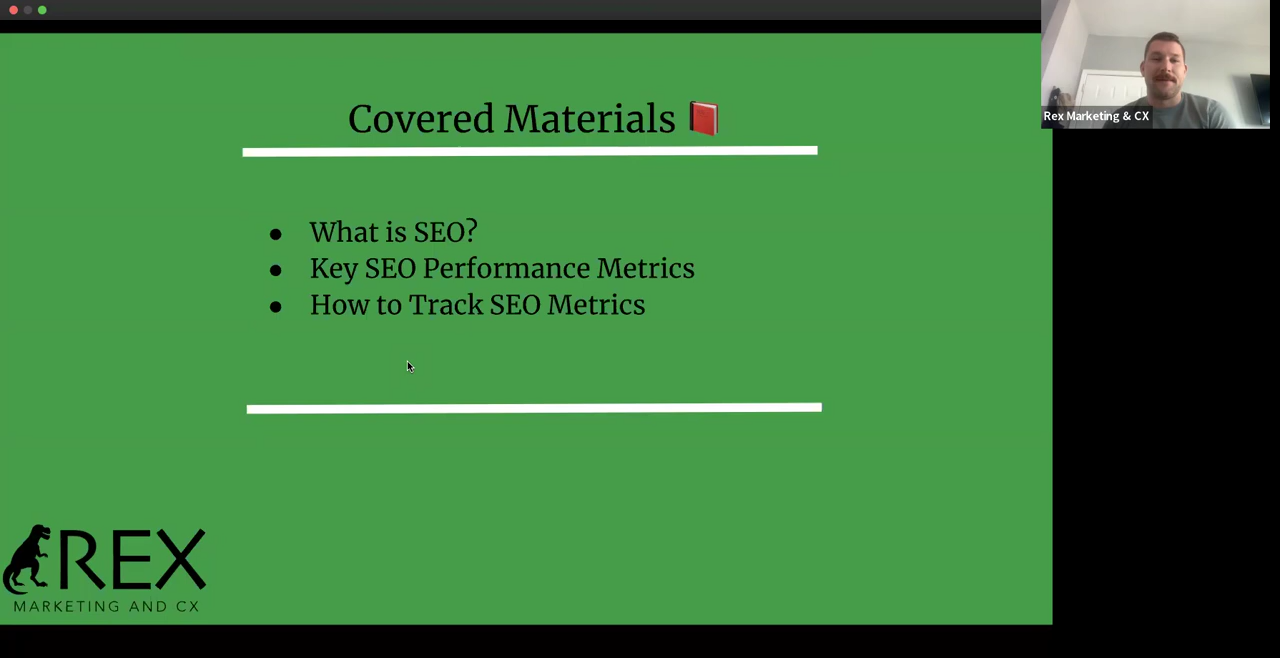 Covered Materials
Rex Marketing & CX
What is SEO?
Key SEO Performance Metrics
How to Track SEO Metrics
REX
MARKETING AND CX